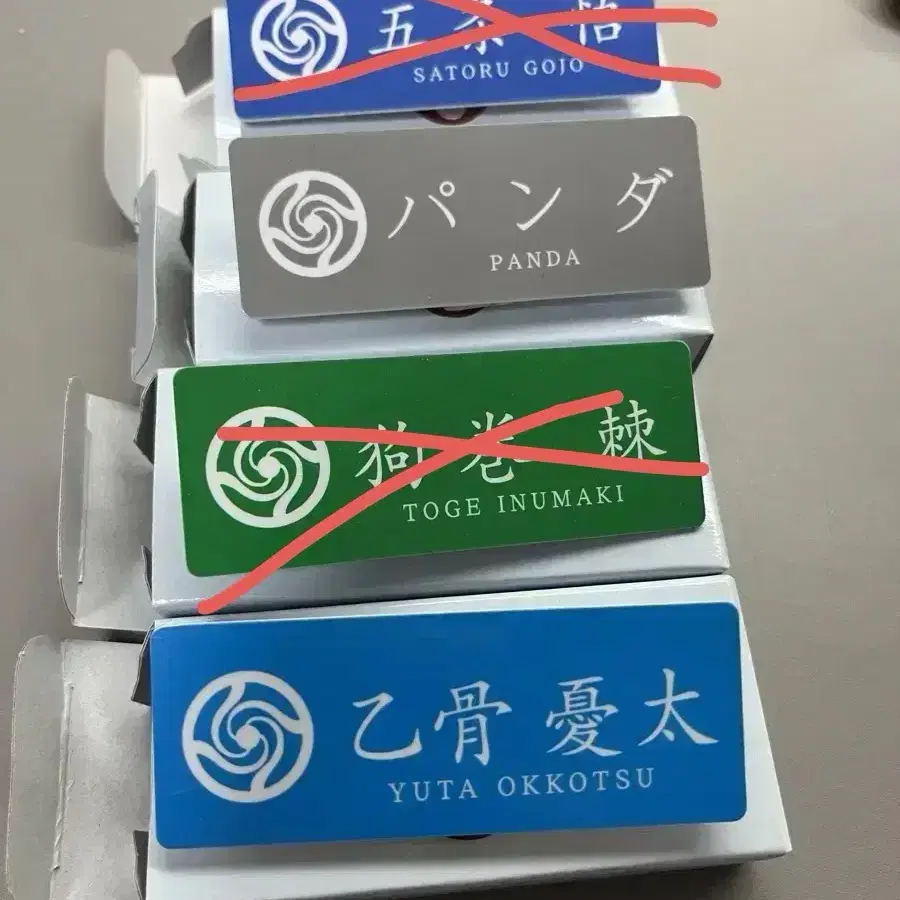 五条 悟
SATORU GOJO
パンダ
PANDA
狗巻 棘
TOGE INUMAKI
乙骨 憂太
YUTA OKKOTSU